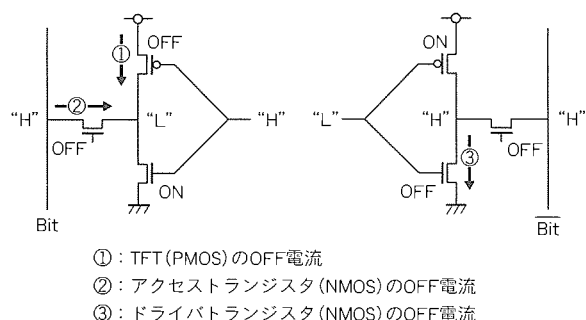 ① OFF
"H" ② "L" "H"
OFF
ON
Bit
ON
"L" "H" "H"
③ OFF
OFF
Bit
①：TFT(PMOS)のOFF電流
②：アクセストランジスタ(NMOS)のOFF電流
③：ドライバトランジスタ(NMOS)のOFF電流